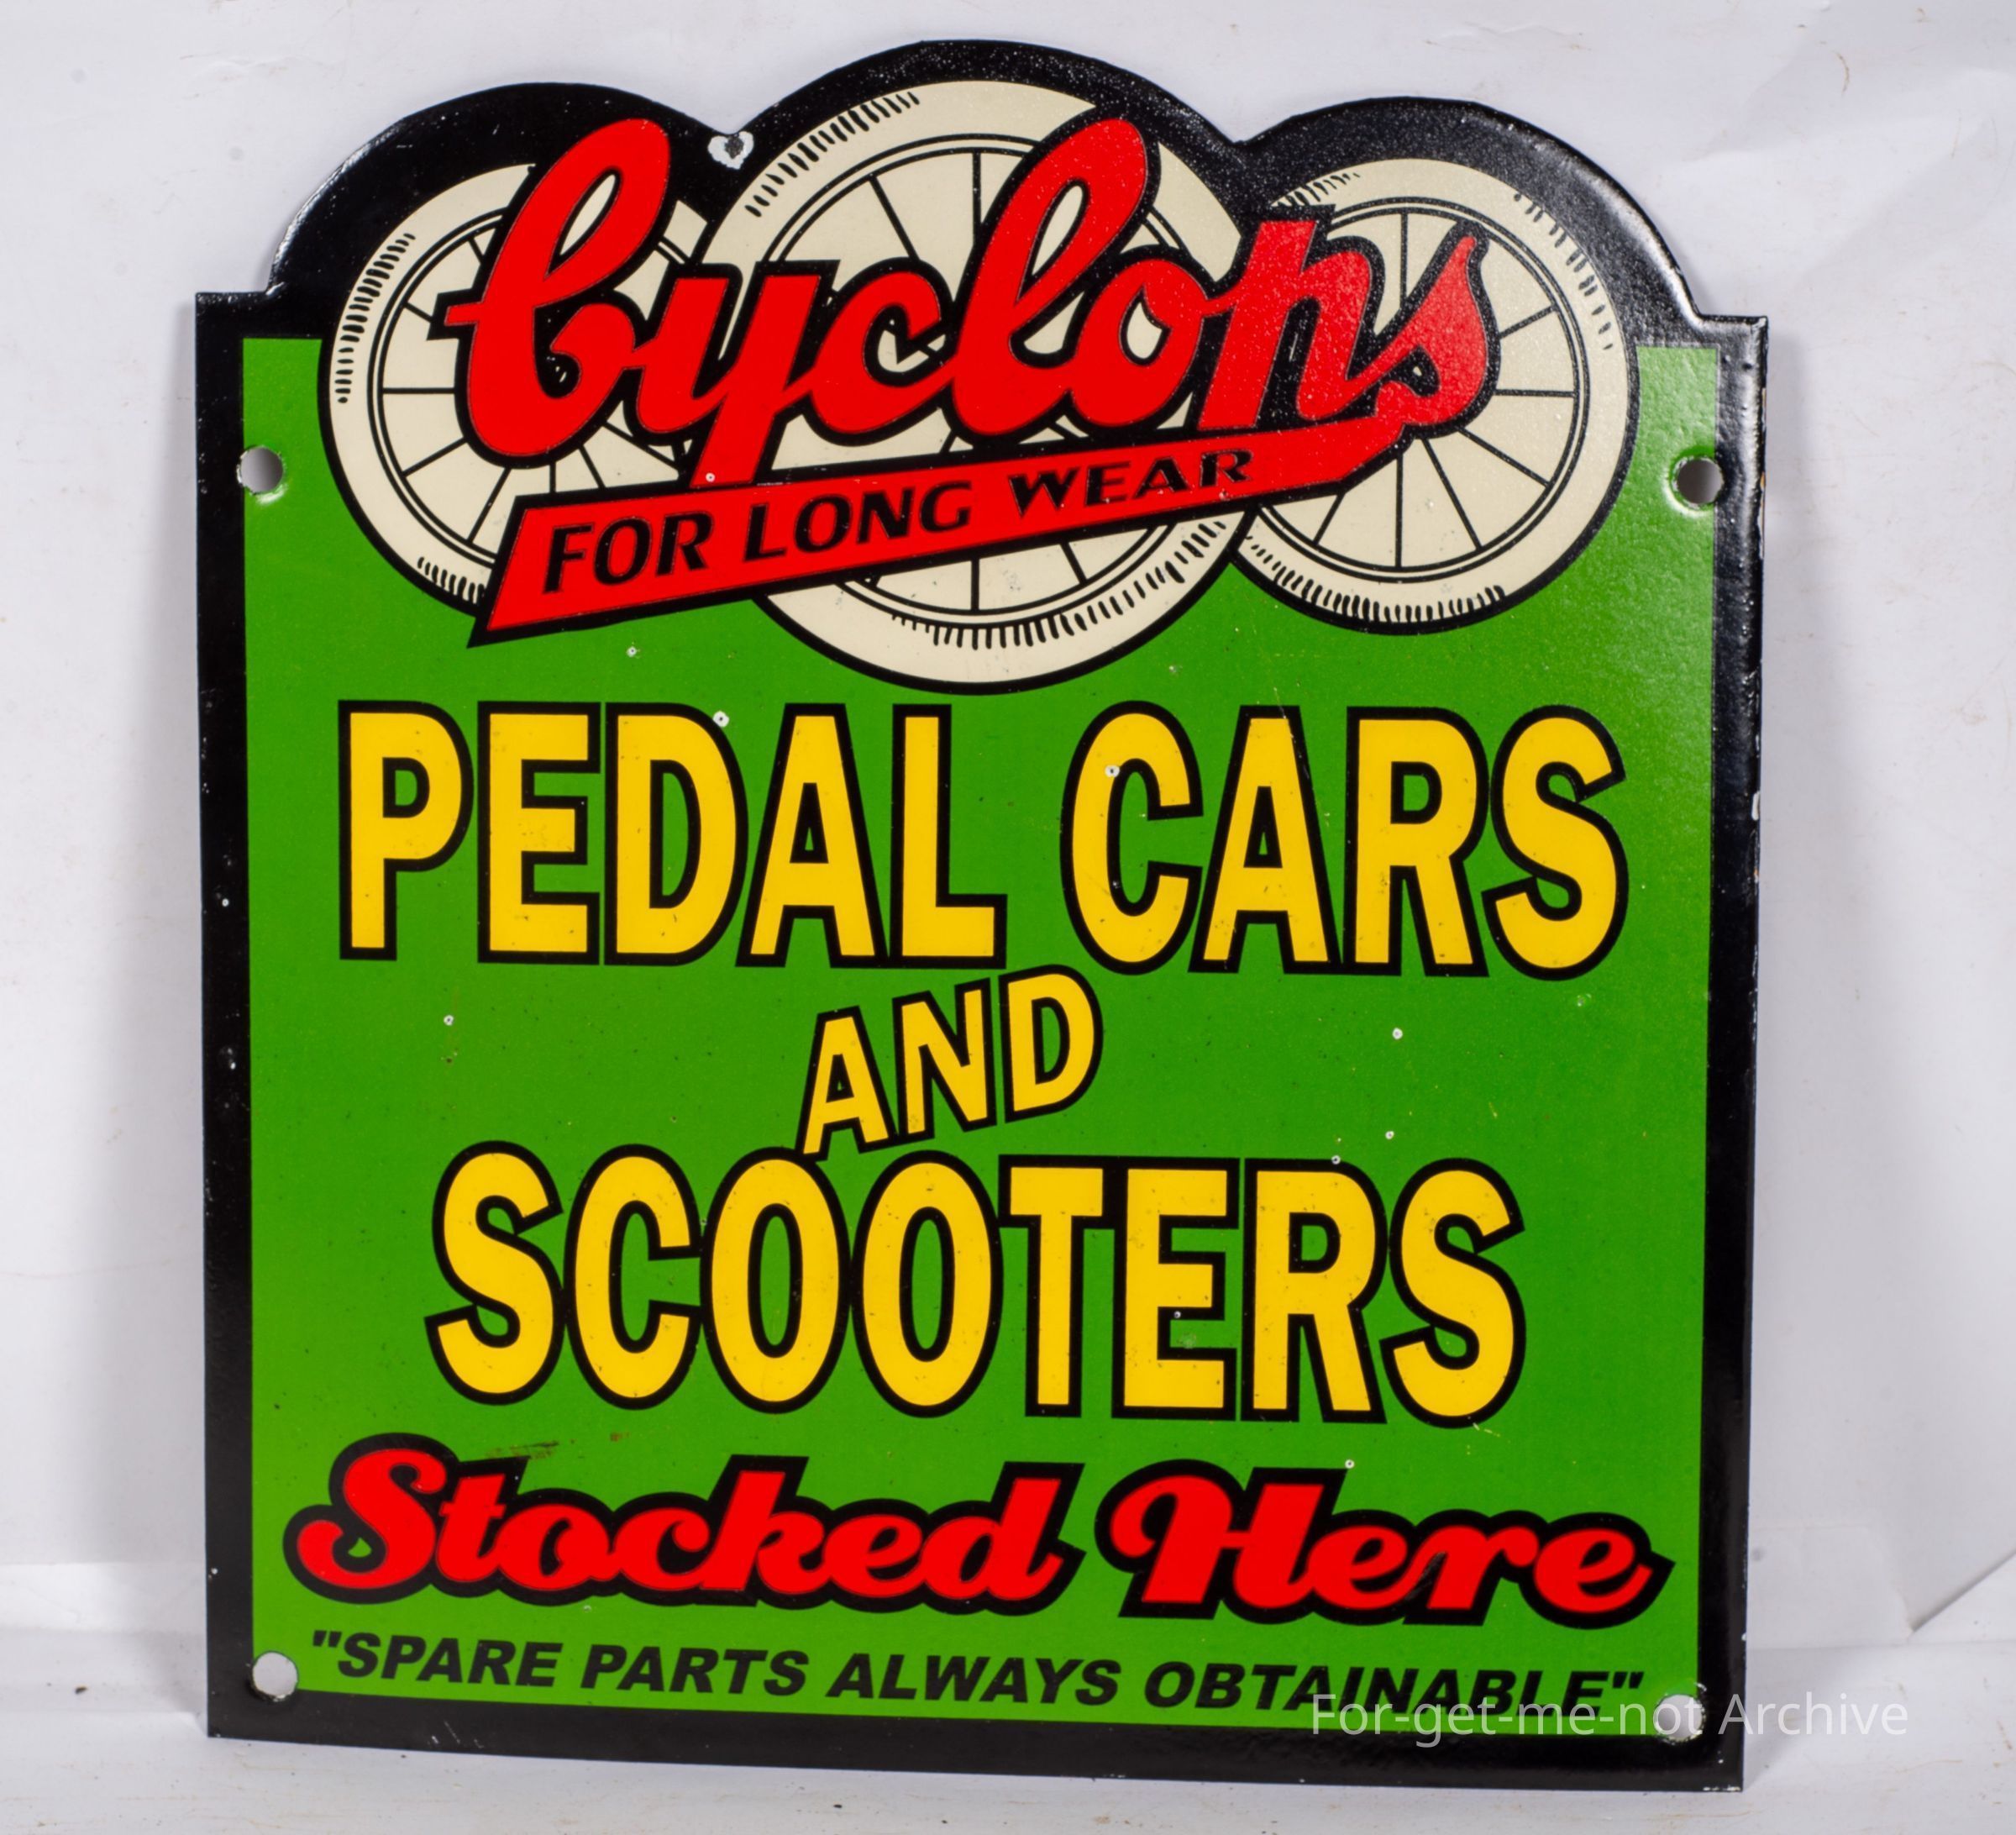 Cyclops
FOR LONG WEAR
PEDAL CARS
AND
SCOOTERS
Stocked Here
"SPARE PARTS ALWAYS OBTAINABLE"
For-get-me-not Archive